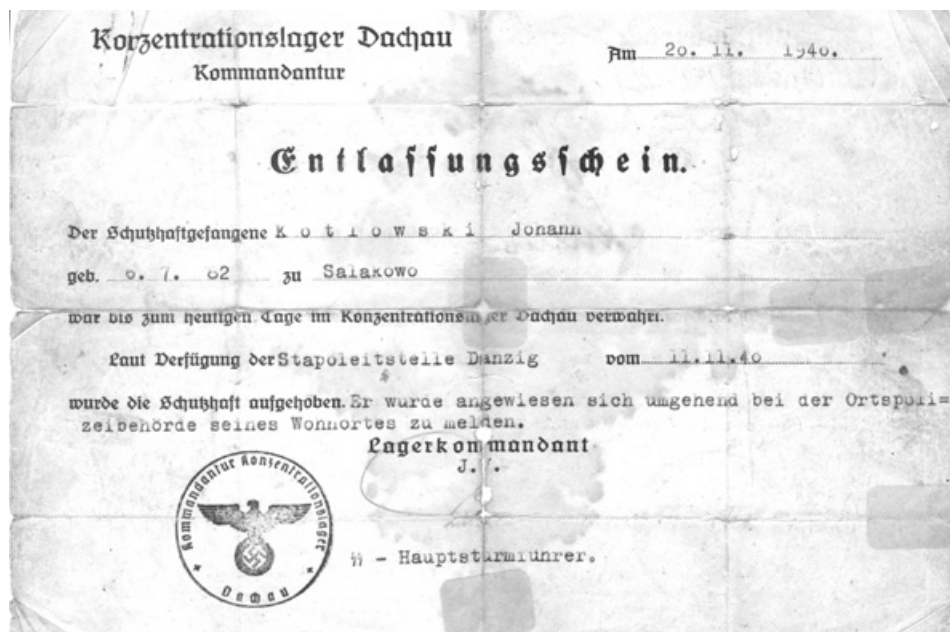 Konzentrationslager Dachau
Kommandantur
Am 20. 11. 1940.
Entlassungsschein.
Der Schutzhaftgefangene Kotlowski Johann
geb. 6. 7. 02 zu Salakowo
war bis zum heutigen Tage im Konzentrationslager Dachau verwahrt.
Laut Verfügung der Stapoleitstelle Danzig vom 11.11.40
wurde die Schutzhaft aufgehoben. Er wurde angewiesen sich umgehend bei der Ortspoli=
zeibehörde seines Wohnortes zu melden.
Lagerkommandant
J.V.
Kommandantur Konzentrationslager
Dachau
SS - Hauptsturmführer.